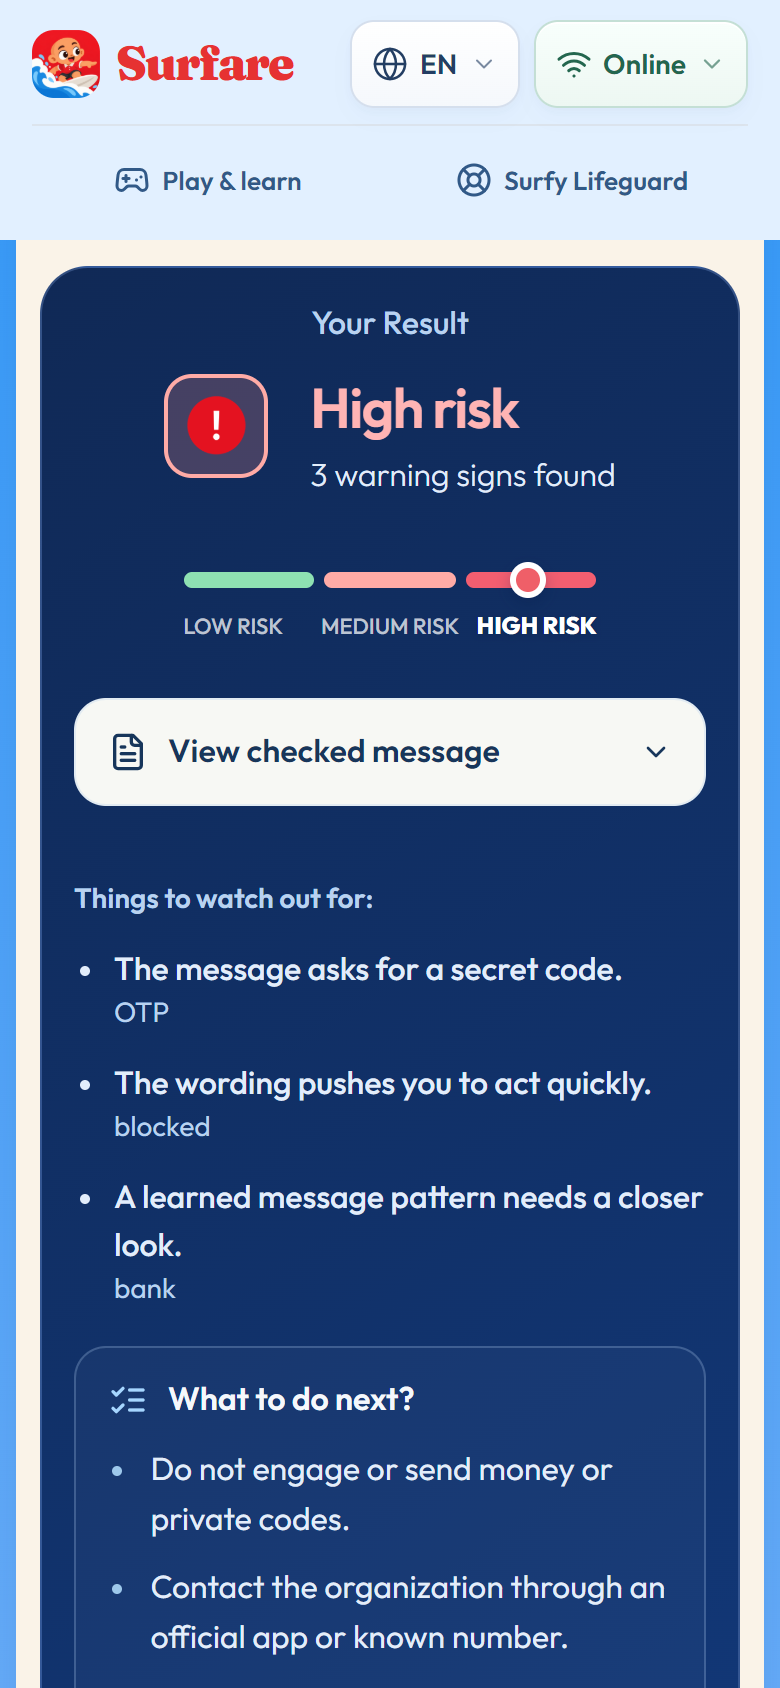 Surfare
EN
Online
Play & learn
Surfy Lifeguard
Your Result
!
High risk
3 warning signs found
LOW RISK
MEDIUM RISK
HIGH RISK
View checked message
Things to watch out for:
The message asks for a secret code.
OTP
The wording pushes you to act quickly.
blocked
A learned message pattern needs a closer
look.
bank
What to do next?
Do not engage or send money or
private codes.
Contact the organization through an
official app or known number.